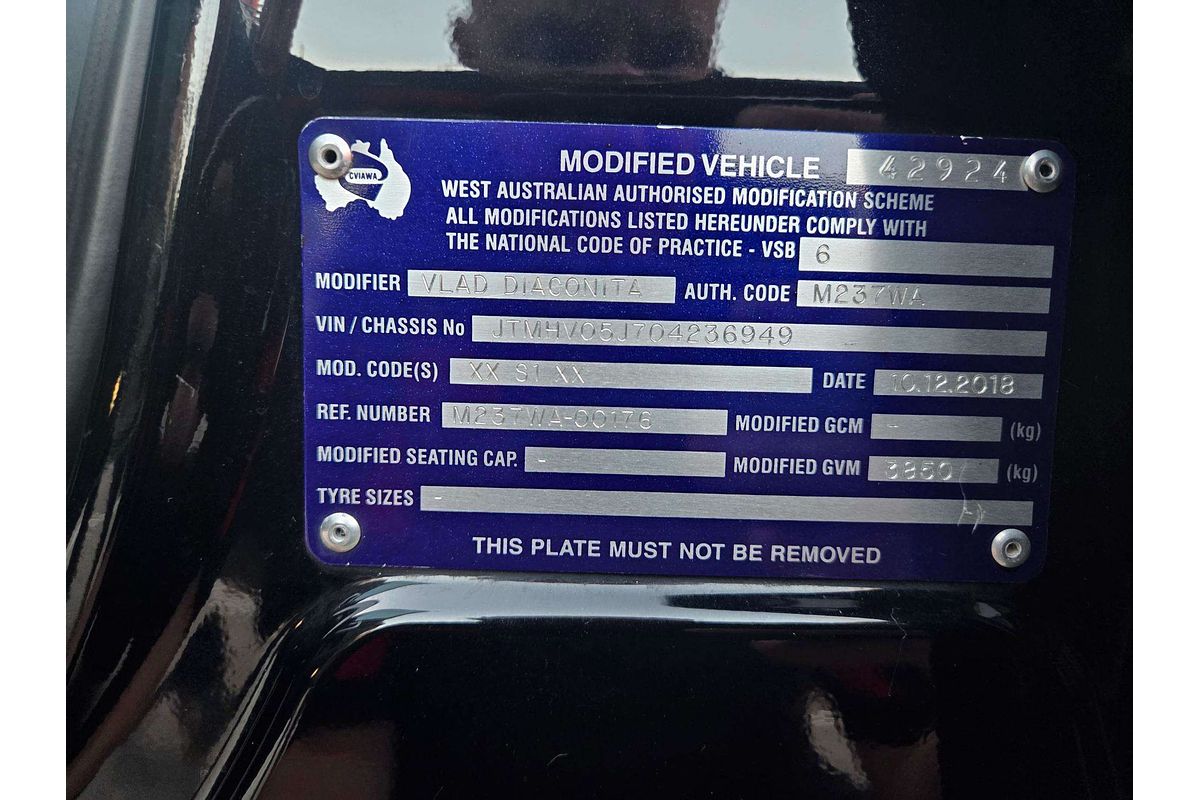 CVIAWA
MODIFIED VEHICLE 42924
WEST AUSTRALIAN AUTHORISED MODIFICATION SCHEME
ALL MODIFICATIONS LISTED HEREUNDER COMPLY WITH
THE NATIONAL CODE OF PRACTICE - VSB 6
MODIFIER VLAD DIACONITA AUTH. CODE M237WA
VIN / CHASSIS No JTMHV05J704236949
MOD. CODE(S) XX S1 XX DATE 10.12.2018
REF. NUMBER M237WA-00176 MODIFIED GCM - (kg)
MODIFIED SEATING CAP. - MODIFIED GVM 3850 (kg)
TYRE SIZES -
THIS PLATE MUST NOT BE REMOVED